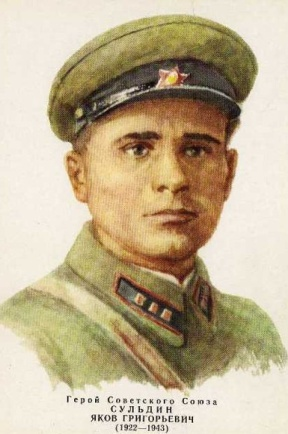 Герой Советского Союза
СУЛЬДИН
ЯКОВ ГРИГОРЬЕВИЧ
(1922—1943)